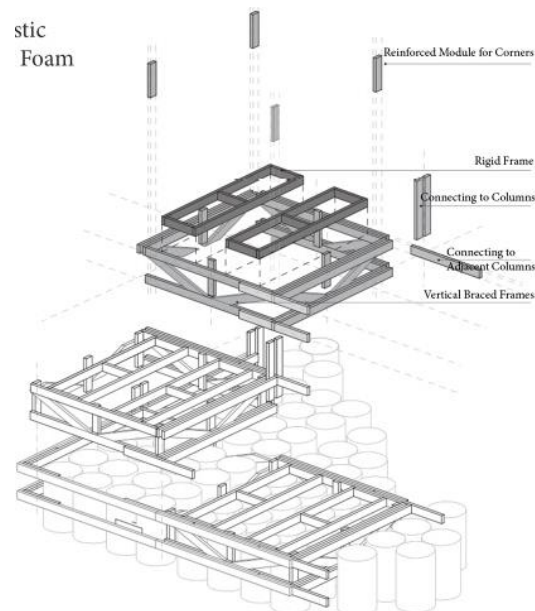 stic
Foam
Reinforced Module for Corners
Rigid Frame
Connecting to Columns
Connecting to
Adjacent Columns
Vertical Braced Frames